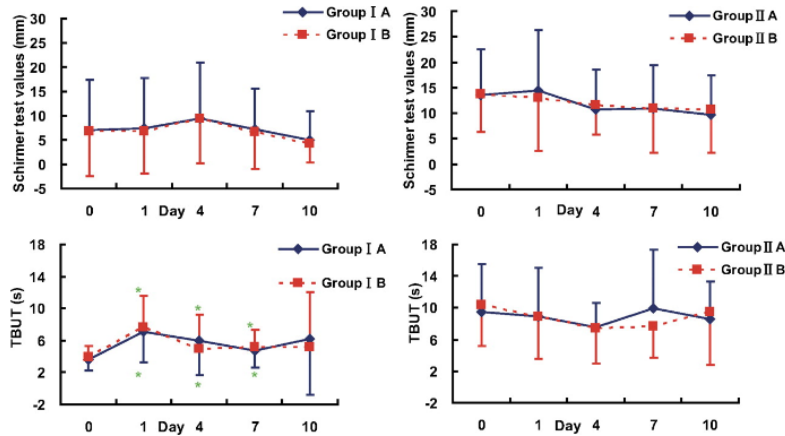 Schirmer test values (mm)
30
25
20
15
10
5
0
-5
Group Ⅰ A
Group Ⅰ B
0 1 Day 4 7 10
Schirmer test values (mm)
30
25
20
15
10
5
0
-5
Group Ⅱ A
Group Ⅱ B
0 1 Day 4 7 10
TBUT (s)
18
14
10
6
2
-2
Group Ⅰ A
Group Ⅰ B
*
*
*
*
*
*
0 1 Day 4 7 10
TBUT (s)
18
14
10
6
2
-2
Group Ⅱ A
Group Ⅱ B
0 1 Day 4 7 10